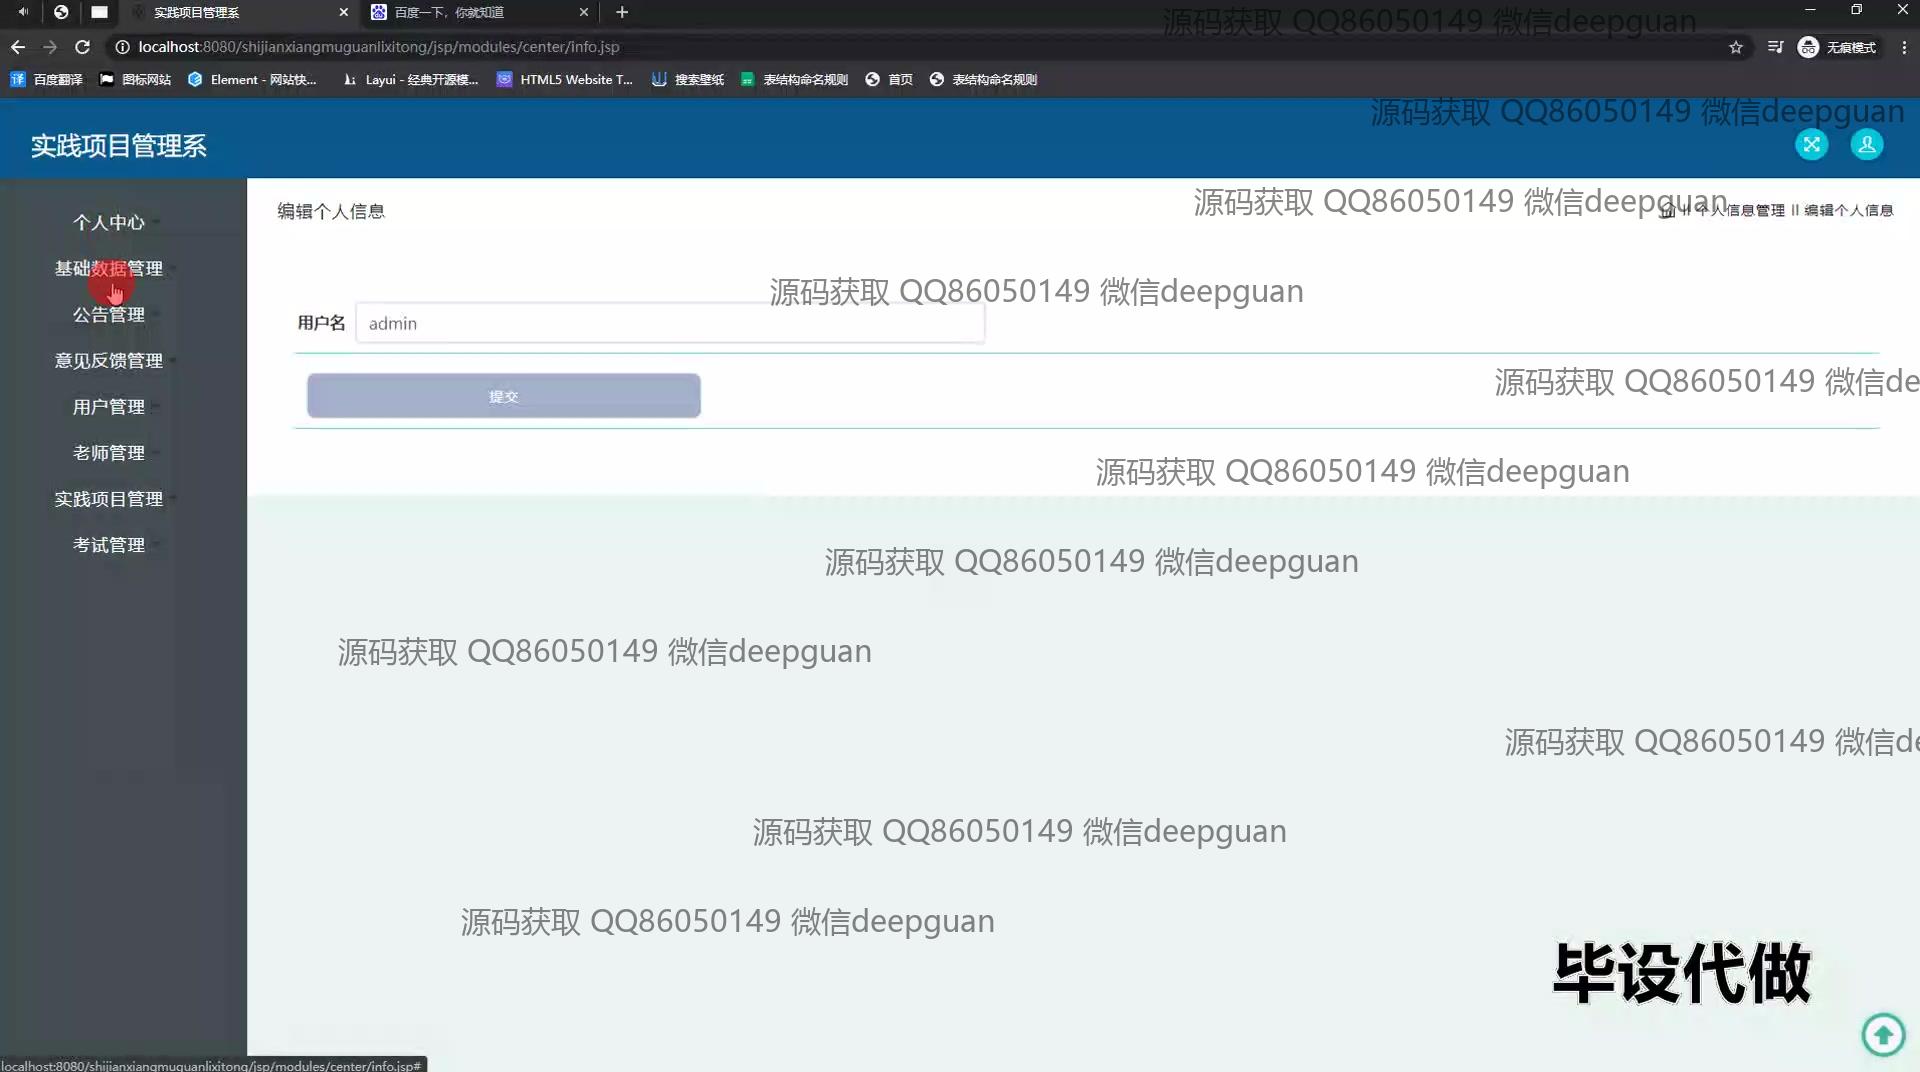 实践项目管理系
百度一下，你就知道
源码获取 QQ86050149 微信deepguan
localhost:8080/shijianxiangmuguanlixitong/jsp/modules/center/info.jsp
无痕模式
百度翻译
图标网站
Element - 网站快...
Layui - 经典开源模...
HTML5 Website T...
搜索壁纸
表结构命名规则
首页
表结构命名规则
源码获取 QQ86050149 微信deepguan
实践项目管理系
个人中心
基础数据管理
公告管理
意见反馈管理
用户管理
老师管理
实践项目管理
考试管理
编辑个人信息
源码获取 QQ86050149 微信deepguan
个人信息管理 II 编辑个人信息
源码获取 QQ86050149 微信deepguan
用户名
admin
源码获取 QQ86050149 微信de
提交
源码获取 QQ86050149 微信deepguan
源码获取 QQ86050149 微信deepguan
源码获取 QQ86050149 微信deepguan
源码获取 QQ86050149 微信de
源码获取 QQ86050149 微信deepguan
源码获取 QQ86050149 微信deepguan
毕设代做
localhost:8080/shijianxiangmuguanlixitong/jsp/modules/center/info.jsp#